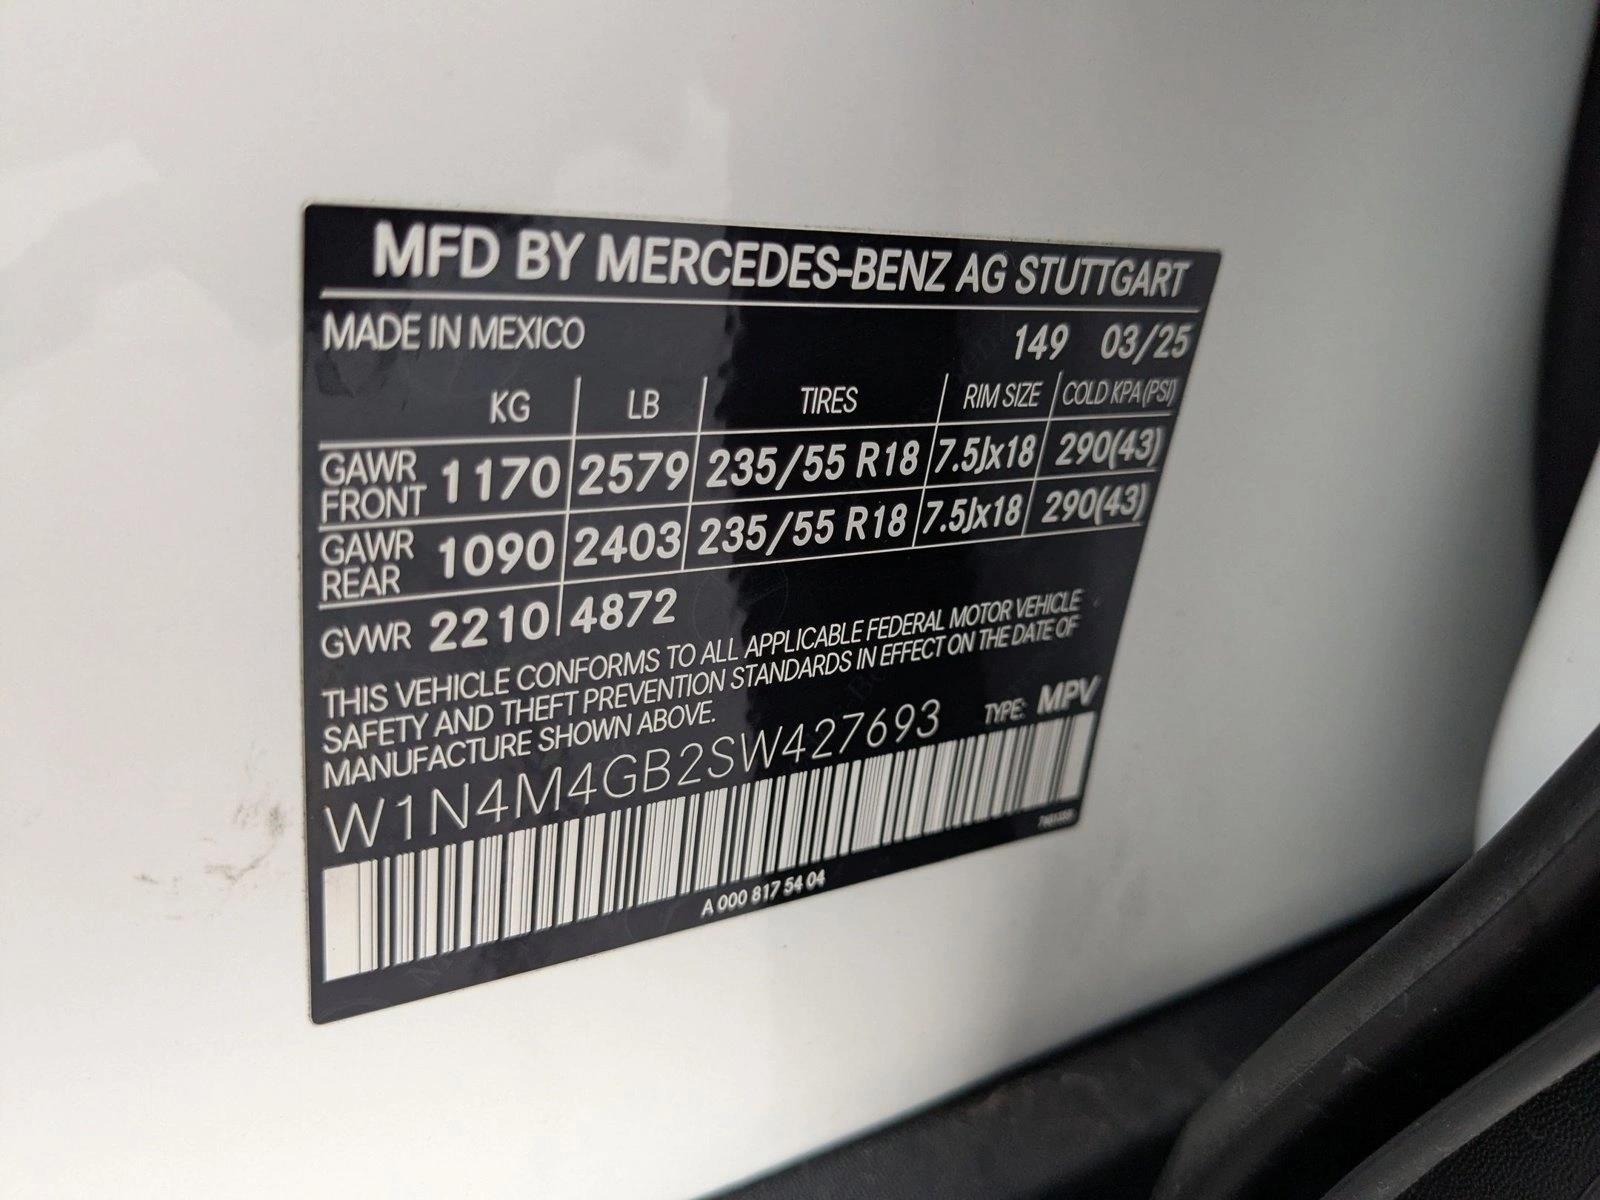 MFD BY MERCEDES-BENZ AG STUTTGART
MADE IN MEXICO 149 03/25
KG LB TIRES RIM SIZE COLD KPA(PSI)
GAWR FRONT 1170 2579 235/55 R18 7.5Jx18 290(43)
GAWR REAR 1090 2403 235/55 R18 7.5Jx18 290(43)
GVWR 2210 4872
THIS VEHICLE CONFORMS TO ALL APPLICABLE FEDERAL MOTOR VEHICLE
SAFETY AND THEFT PREVENTION STANDARDS IN EFFECT ON THE DATE OF
MANUFACTURE SHOWN ABOVE.
W1N4M4GB2SW427693 TYPE: MPV
A 000 817 54 04